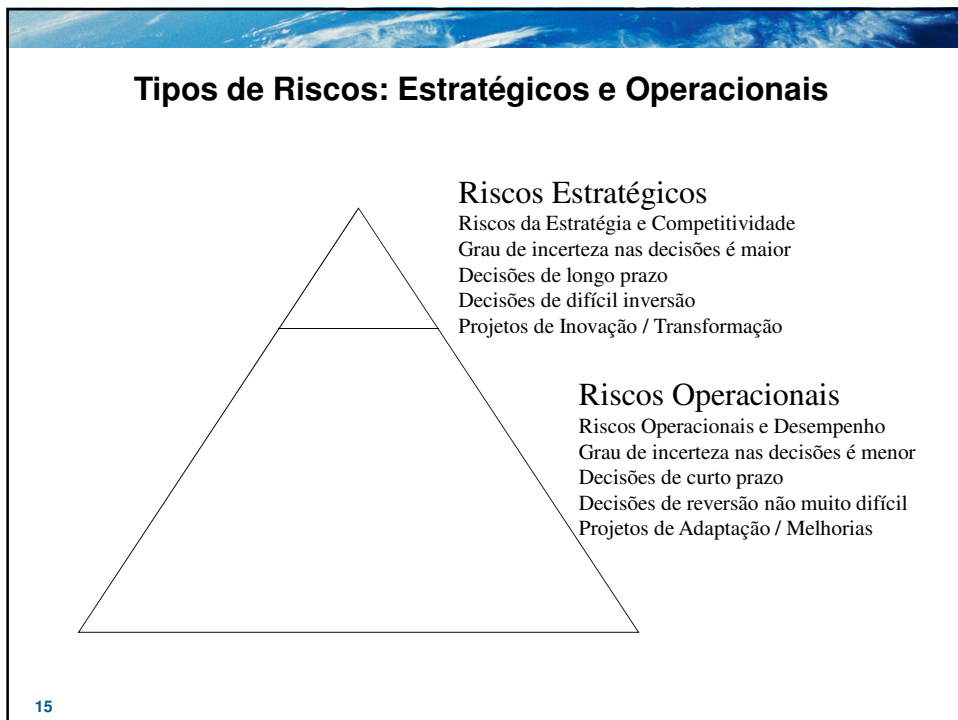 Tipos de Riscos: Estratégicos e Operacionais
Riscos Estratégicos
Riscos da Estratégia e Competitividade
Grau de incerteza nas decisões é maior
Decisões de longo prazo
Decisões de difícil inversão
Projetos de Inovação / Transformação
Riscos Operacionais
Riscos Operacionais e Desempenho
Grau de incerteza nas decisões é menor
Decisões de curto prazo
Decisões de reversão não muito difícil
Projetos de Adaptação / Melhorias
15